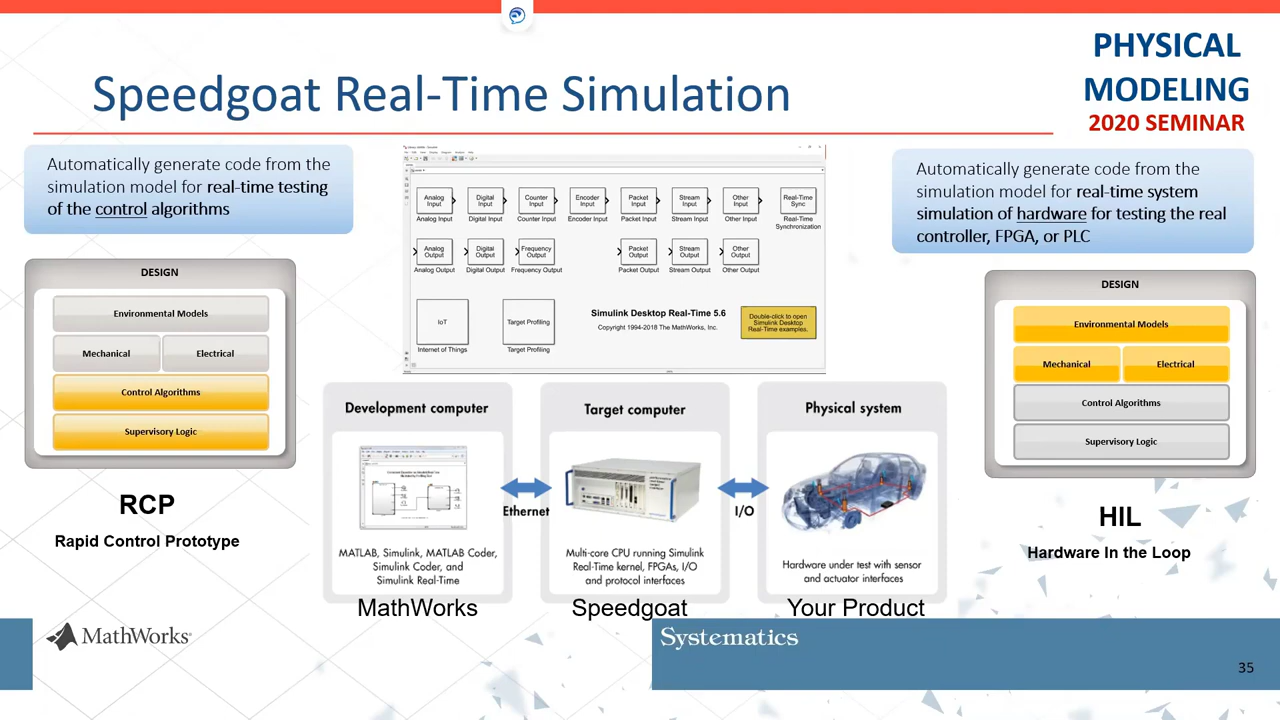 Speedgoat Real-Time Simulation
PHYSICAL
MODELING
2020 SEMINAR
Automatically generate code from the
simulation model for real-time testing
of the control algorithms
DESIGN
Environmental Models
Mechanical
Electrical
Control Algorithms
Supervisory Logic
RCP
Rapid Control Prototype
Analog Input
Digital Input
Counter Input
Encoder Input
Packet Input
Stream Input
Other Input
Real-Time Sync
Analog Input
Digital Input
Counter Input
Encoder Input
Packet Input
Stream Input
Other Input
Real-Time
Synchronization
Analog Output
Digital Output
Frequency Output
Packet Output
Stream Output
Other Output
Analog Output
Digital Output
Frequency Output
Packet Output
Stream Output
Other Output
IoT
Target Profiling
Internet of Things
Target Profiling
Simulink Desktop Real-Time 5.6
Copyright 1994-2018 The MathWorks, Inc.
Double-click to open
Simulink Desktop
Real-Time examples.
Development computer
MATLAB, Simulink, MATLAB Coder,
Simulink Coder, and
Simulink Real-Time
MathWorks
Ethernet
Target computer
Multi-core CPU running Simulink
Real-Time kernel, FPGAs, I/O
and protocol interfaces
Speedgoat
I/O
Physical system
Hardware under test with sensor
and actuator interfaces
Your Product
Automatically generate code from the
simulation model for real-time system
simulation of hardware for testing the real
controller, FPGA, or PLC
DESIGN
Environmental Models
Mechanical
Electrical
Control Algorithms
Supervisory Logic
HIL
Hardware In the Loop
MathWorks
Systematics
35